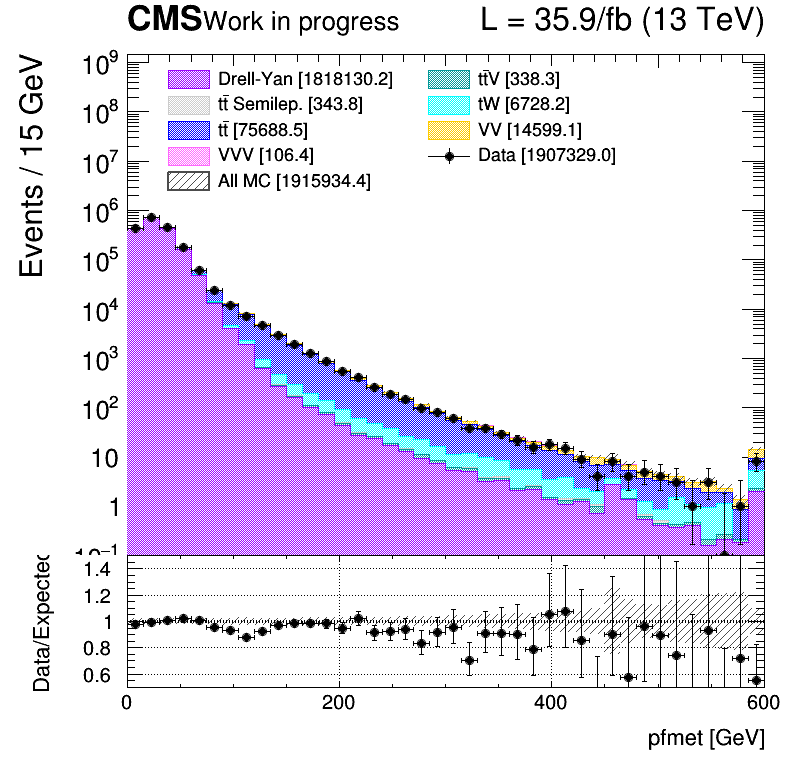 CMS Work in progress L = 35.9/fb (13 TeV)
Events / 15 GeV
10⁹
10⁸
10⁷
10⁶
10⁵
10⁴
10³
10²
10
1
10⁻¹
Drell-Yan [1818130.2]
tt̄ Semilep. [343.8]
tt̄ [75688.5]
VVV [106.4]
All MC [1915934.4]
tt̄V [338.3]
tW [6728.2]
VV [14599.1]
Data [1907329.0]
Data/Expected
1.4
1.2
1
0.8
0.6
0 200 400 600
pfmet [GeV]